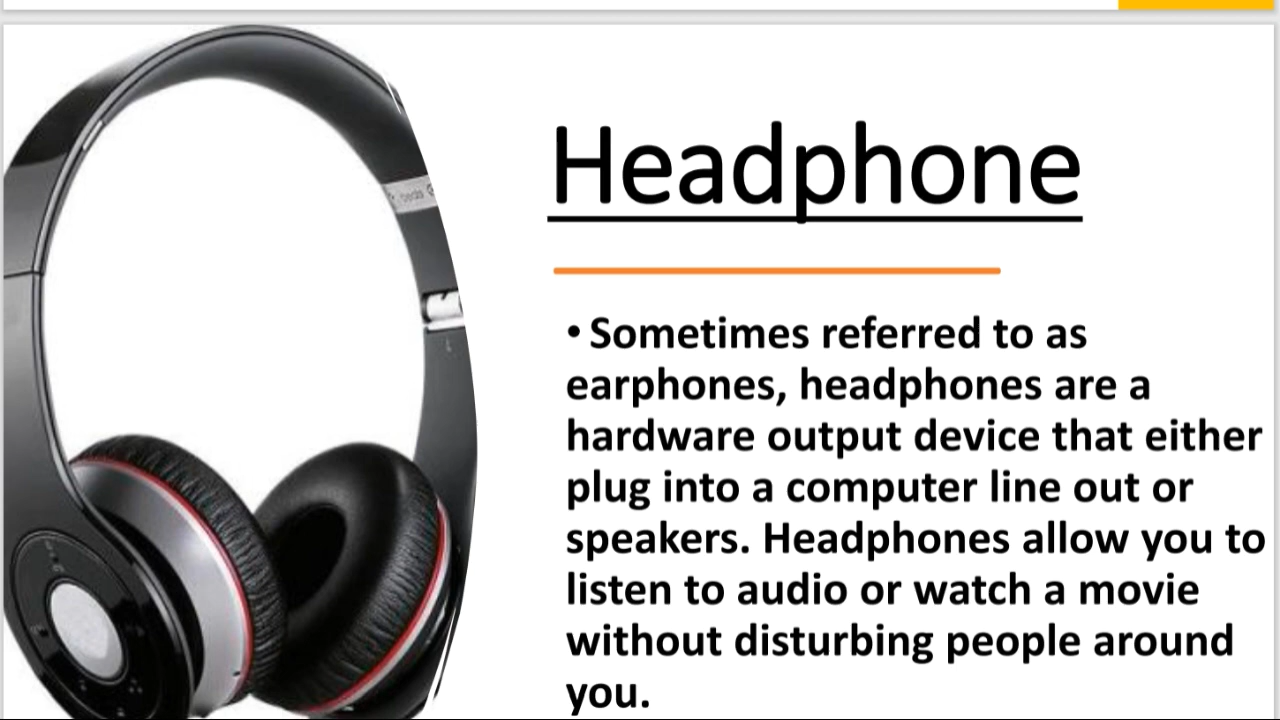 Headphone
• Sometimes referred to as
earphones, headphones are a
hardware output device that either
plug into a computer line out or
speakers. Headphones allow you to
listen to audio or watch a movie
without disturbing people around
you.